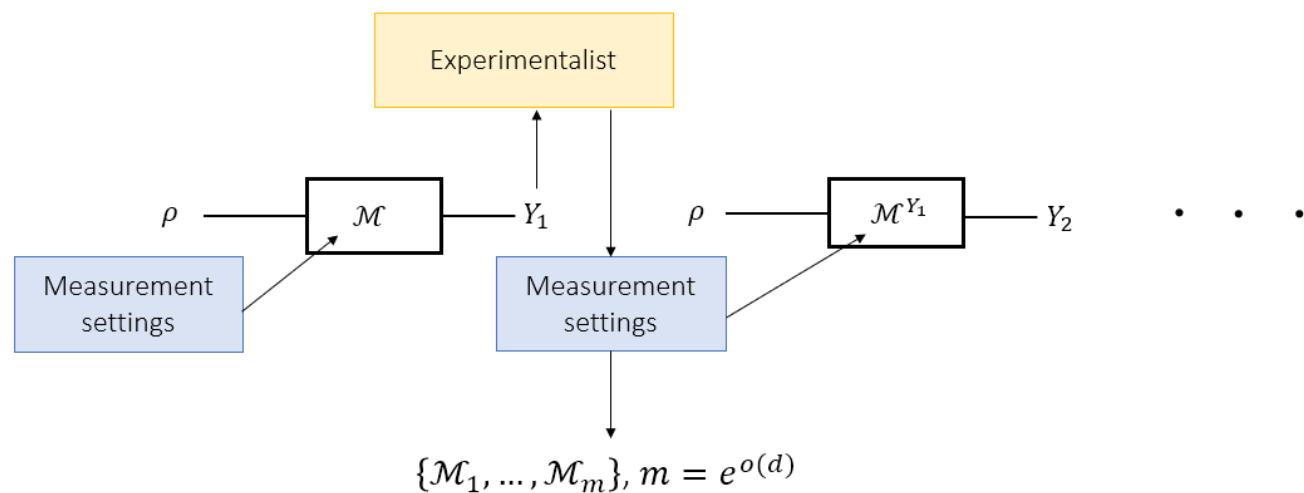 Experimentalist
ρ ℳ Y₁ ρ ℳ^{Y₁} Y₂ . . .
Measurement
settings
Measurement
settings
{ℳ₁, …, ℳₘ}, m = e^{o(d)}